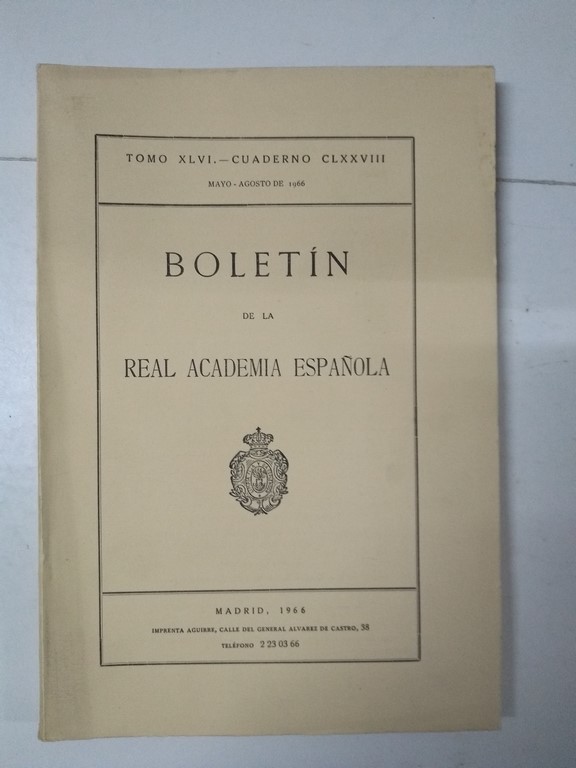 TOMO XLVI.—CUADERNO CLXXVIII
MAYO-AGOSTO DE 1966
BOLETÍN
DE LA
REAL ACADEMIA ESPAÑOLA
MADRID, 1966
IMPRENTA AGUIRRE, CALLE DEL GENERAL ALVAREZ DE CASTRO, 38
TELÉFONO 2 23 03 66